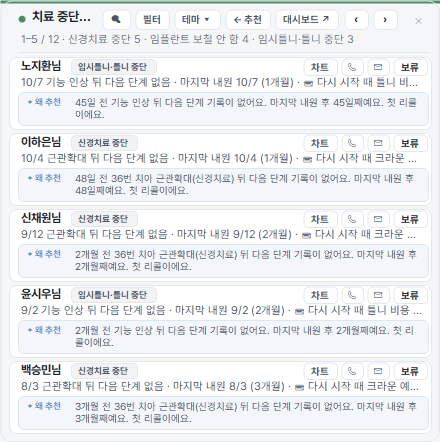 치료 중단...
필터
테마 ▾
← 추천
대시보드 ↗
‹
›
×
1–5 / 12 · 신경치료 중단 5 · 임플란트 보철 안 함 4 · 임시틀니·틀니 중단 3
노지환님 임시틀니·틀니 중단 차트 보류
10/7 기능 인상 뒤 다음 단계 없음 · 마지막 내원 10/7 (1개월) · 다시 시작 때 틀니 비...
왜 추천 45일 전 기능 인상 뒤 다음 단계 기록이 없어요. 마지막 내원 후 45일째예요. 첫 리콜
이에요.
이하은님 신경치료 중단 차트 보류
10/4 근관확대 뒤 다음 단계 없음 · 마지막 내원 10/4 (1개월) · 다시 시작 때 크라운 ...
왜 추천 48일 전 36번 치아 근관확대(신경치료) 뒤 다음 단계 기록이 없어요. 마지막 내원 후
48일째예요. 첫 리콜이에요.
신채원님 신경치료 중단 차트 보류
9/12 근관확대 뒤 다음 단계 없음 · 마지막 내원 9/12 (2개월) · 다시 시작 때 크라운 ...
왜 추천 2개월 전 36번 치아 근관확대(신경치료) 뒤 다음 단계 기록이 없어요. 마지막 내원 후
2개월째예요. 첫 리콜이에요.
윤시우님 임시틀니·틀니 중단 차트 보류
9/2 기능 인상 뒤 다음 단계 없음 · 마지막 내원 9/2 (2개월) · 다시 시작 때 틀니 비용 ...
왜 추천 2개월 전 기능 인상 뒤 다음 단계 기록이 없어요. 마지막 내원 후 2개월째예요. 첫 리
콜이에요.
백승민님 신경치료 중단 차트 보류
8/3 근관확대 뒤 다음 단계 없음 · 마지막 내원 8/3 (3개월) · 다시 시작 때 크라운 예...
왜 추천 3개월 전 36번 치아 근관확대(신경치료) 뒤 다음 단계 기록이 없어요. 마지막 내원 후
3개월째예요. 첫 리콜이에요.